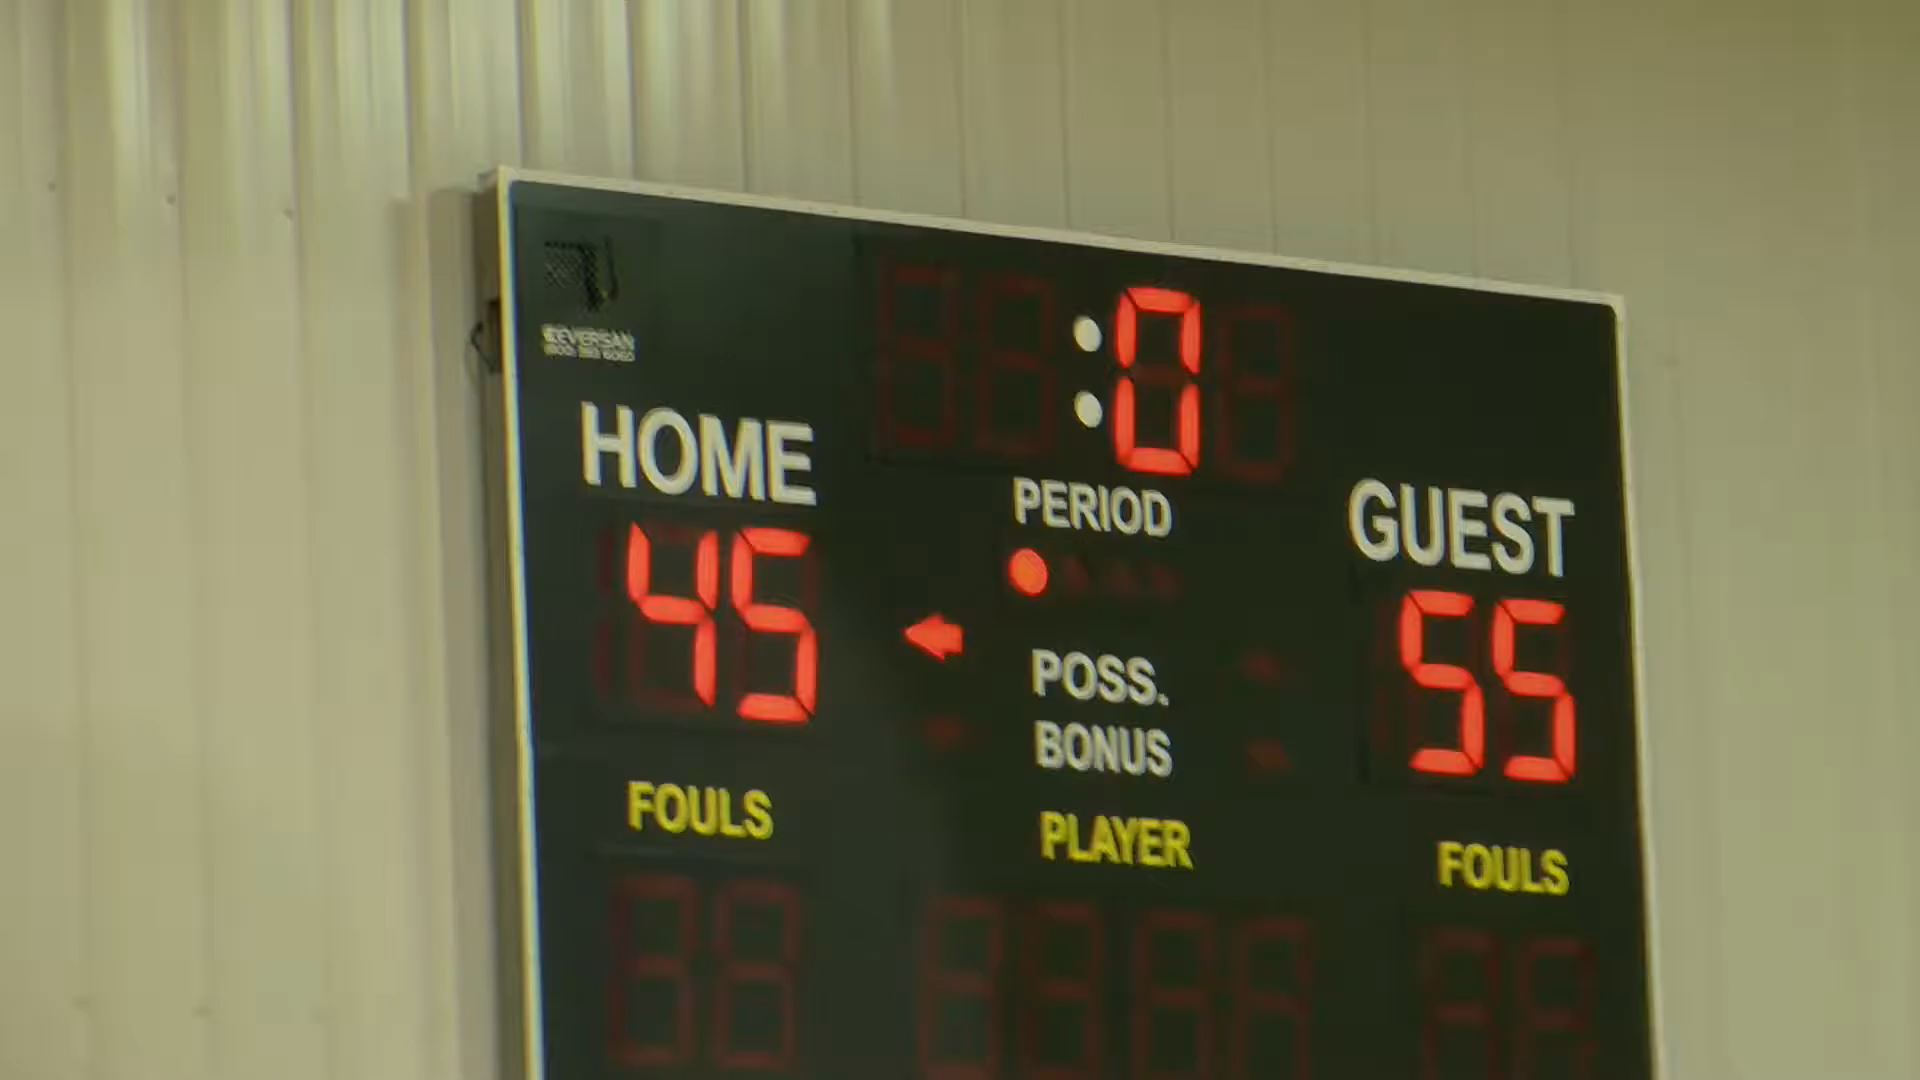 EVERSAN
:0
HOME
PERIOD
GUEST
45
55
POSS.
BONUS
FOULS
PLAYER
FOULS